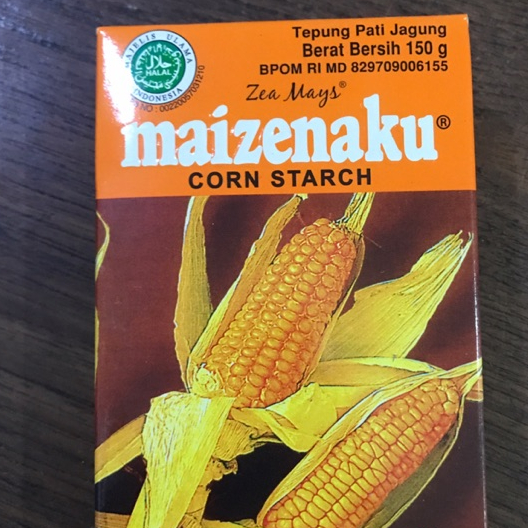 Tepung Pati Jagung
Berat Bersih 150 g
BPOM RI MD 829709006155
MAJELIS ULAMA
INDONESIA
حلال
HALAL
Zea Mays®
maizenaku®
CORN STARCH